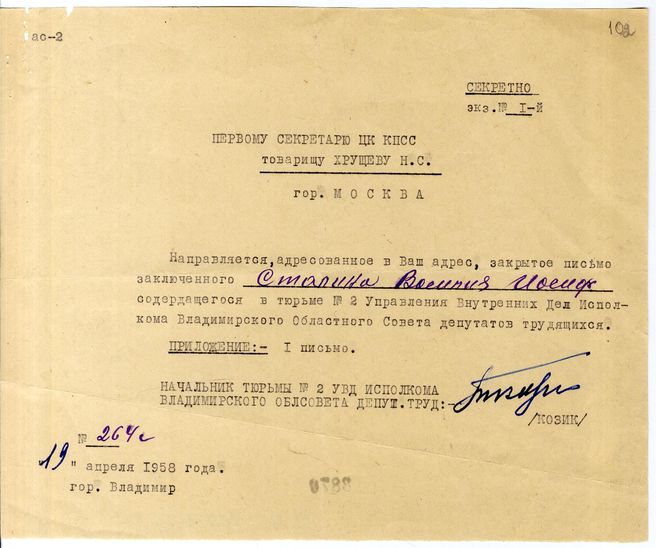 ас-2
102
СЕКРЕТНО
экз.№ I-й
ПЕРВОМУ СЕКРЕТАРЮ ЦК КПСС
товарищу ХРУЩЕВУ Н.С.
гор. МОСКВА
Направляется,адресованное в Ваш адрес, закрытое письмо
заключенного Сталина Василия Иосиф
содердащегося в тюрьме № 2 Управления Внутренних Дел Испол-
кома Владимирского Областного Совета депутатов трудящихся.
ПРИЛОЖЕНИЕ:- I письмо.
НАЧАЛЬНИК ТЮРЬМЫ № 2 УВД ИСПОЛКОМА
ВЛАДИМИРСКОГО ОБЛСОВЕТА ДЕПУТ.ТРУД:-
/КОЗИК/
№ 264с
"19" апреля 1958 года.
гор. Владимир
3870